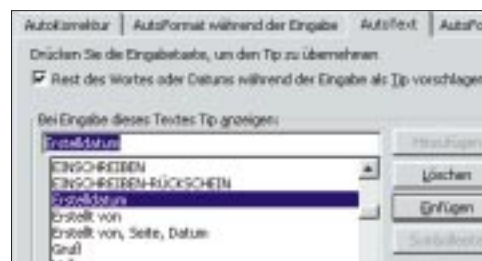 AutoKorrektur AutoFormat während der Eingabe AutoText
Drücken Sie die Eingabetaste, um den Tip zu übernehmen
Rest des Wortes oder Datums während der Eingabe als Tip vorschlagen
Bei Eingabe dieses Textes Tip anzeigen:
Erstelldatum
Hinzufügen
EINSCHREIBEN
EINSCHREIBEN-RÜCKSCHEIN
Löschen
Erstelldatum
Einfügen
Erstellt von
Erstellt von, Seite, Datum
Gruß